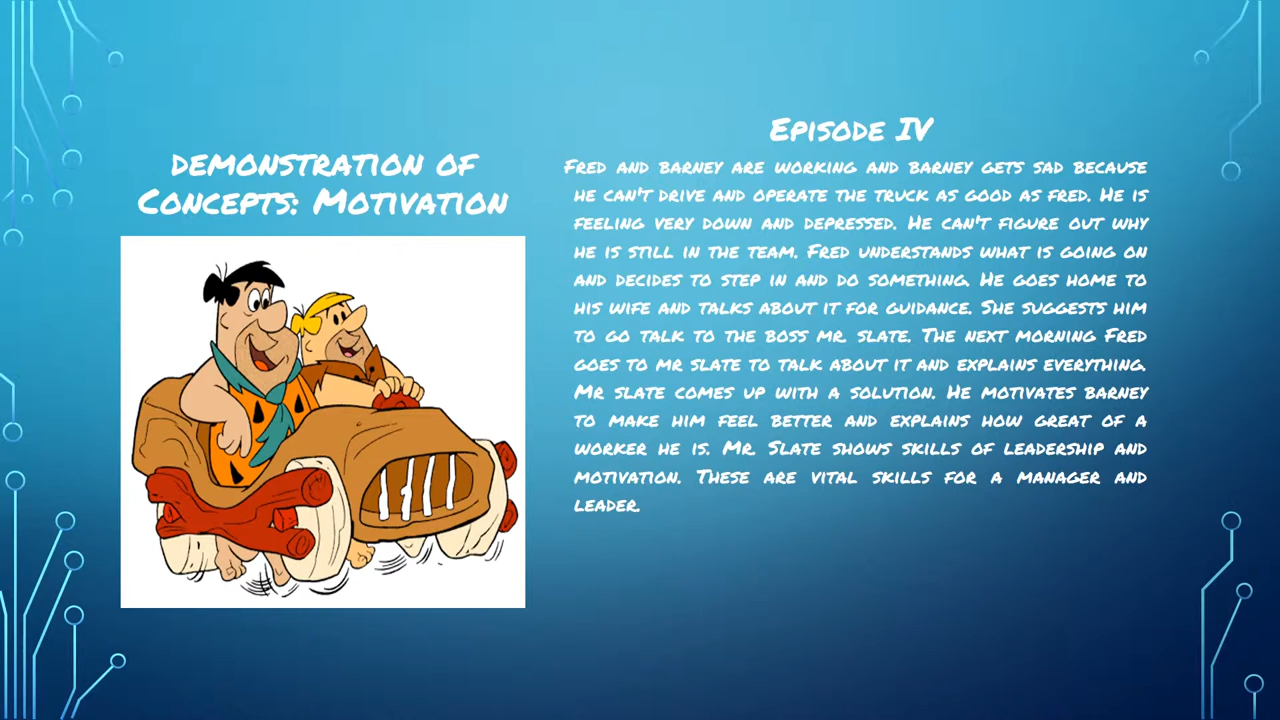 demonstration of
Concepts: Motivation
Episode IV
Fred and barney are working and barney gets sad because
he can't drive and operate the truck as good as fred. He is
feeling very down and depressed. He can't figure out why
he is still in the team. Fred understands what is going on
and decides to step in and do something. He goes home to
his wife and talks about it for guidance. She suggests him
to go talk to the boss mr. slate. The next morning Fred
goes to mr slate to talk about it and explains everything.
Mr slate comes up with a solution. He motivates barney
to make him feel better and explains how great of a
worker he is. Mr. Slate shows skills of leadership and
motivation. These are vital skills for a manager and
leader.